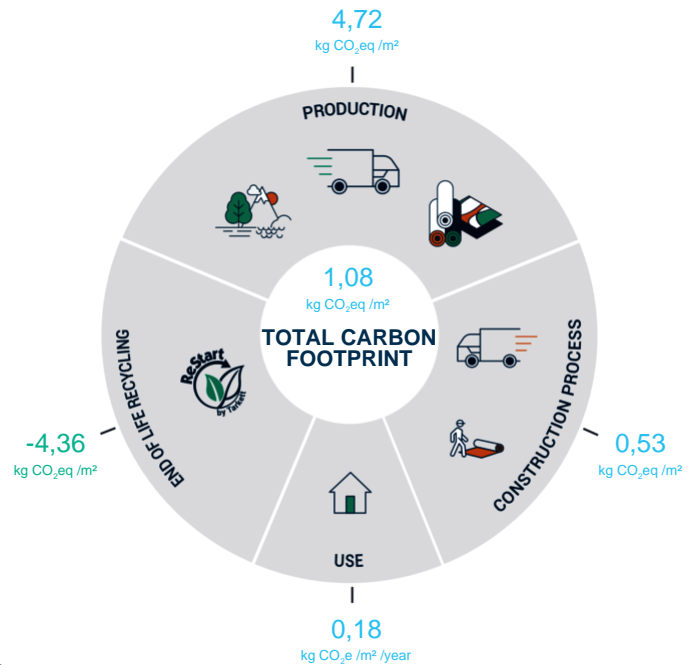 4,72
kg CO₂eq /m²
PRODUCTION
1,08
kg CO₂eq /m²
TOTAL CARBON
FOOTPRINT
CONSTRUCTION PROCESS
0,53
kg CO₂eq /m²
USE
0,18
kg CO₂e /m² /year
END OF LIFE RECYCLING
ReStart
by Tarkett
-4,36
kg CO₂eq /m²